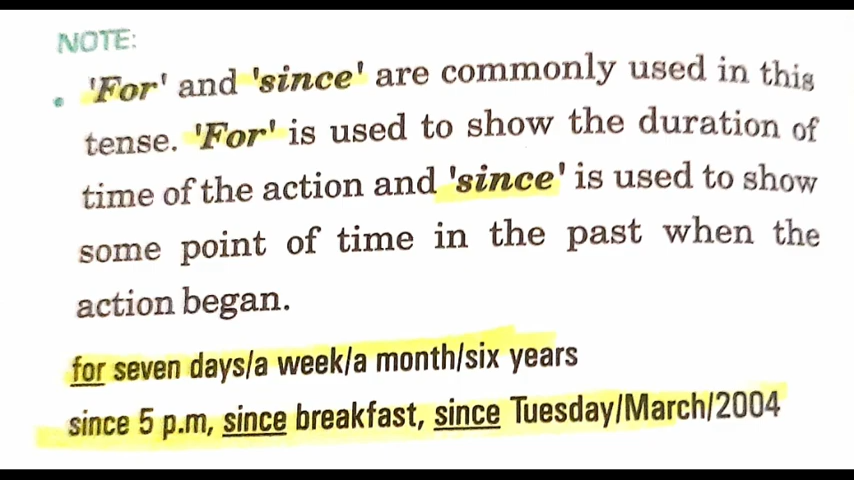 NOTE:
• 'For' and 'since' are commonly used in this
tense. 'For' is used to show the duration of
time of the action and 'since' is used to show
some point of time in the past when the
action began.
for seven days/a week/a month/six years
since 5 p.m, since breakfast, since Tuesday/March/2004